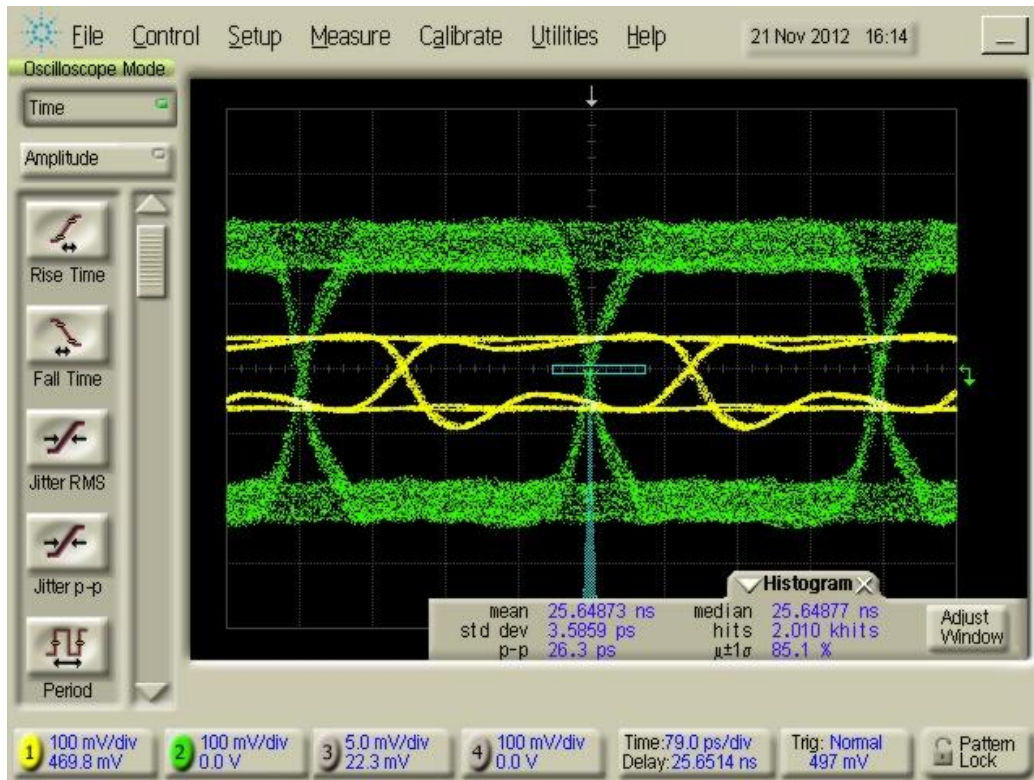 File Control Setup Measure Calibrate Utilities Help 21 Nov 2012 16:14
Oscilloscope Mode
Time
Amplitude
Rise Time
Fall Time
Jitter RMS
Jitter p-p
Period
Histogram
mean 25.64873 ns median 25.64877 ns
std dev 3.5859 ps hits 2.010 khits
p-p 26.3 ps μ±1σ 85.1 %
Adjust
Window
1 100 mV/div
469.8 mV
2 100 mV/div
0.0 V
3 5.0 mV/div
22.3 mV
4 100 mV/div
0.0 V
Time:79.0 ps/div
Delay:25.6514 ns
Trig: Normal
497 mV
Pattern
Lock